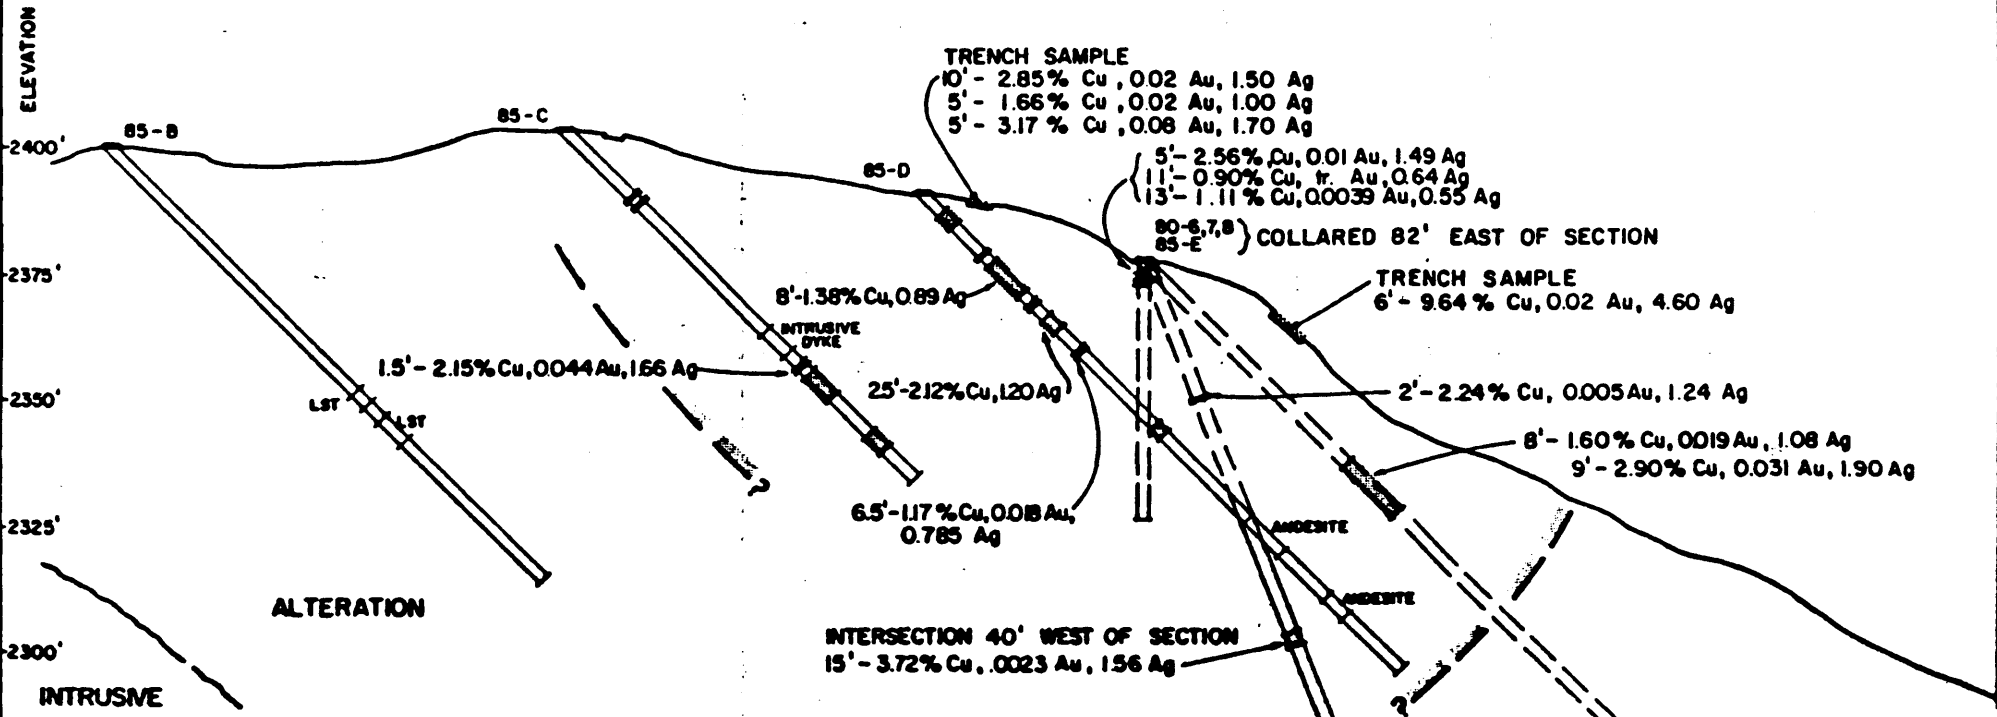 ELEVATION
2400'
2375'
2350'
2325'
2300'
85-B
85-C
85-D
TRENCH SAMPLE
10' - 2.85% Cu , 0.02 Au, 1.50 Ag
5' - 1.66% Cu , 0.02 Au, 1.00 Ag
5' - 3.17 % Cu , 0.08 Au, 1.70 Ag
5' - 2.56% Cu, 0.01 Au, 1.49 Ag
11' - 0.90% Cu, tr. Au, 0.64 Ag
13' - 1.11 % Cu, 0.0039 Au, 0.55 Ag
80-6,7,8
85-E
COLLARED 82' EAST OF SECTION
TRENCH SAMPLE
6' - 9.64 % Cu, 0.02 Au, 4.60 Ag
8'-1.38% Cu, 0.89 Ag
INTRUSIVE
DYKE
1.5' - 2.15% Cu, 0.044 Au, 1.66 Ag
25'-2.12% Cu, 1.20 Ag
2' - 2.24% Cu, 0.005 Au, 1.24 Ag
LST
LST
8' - 1.60% Cu, 0.019 Au, 1.08 Ag
9' - 2.90% Cu, 0.031 Au, 1.90 Ag
?
6.5' - 1.17 % Cu, 0.018 Au,
0.785 Ag
ANDESITE
ANDESITE
ALTERATION
INTERSECTION 40' WEST OF SECTION
15' - 3.72% Cu, .0023 Au, 1.56 Ag
INTRUSIVE
?